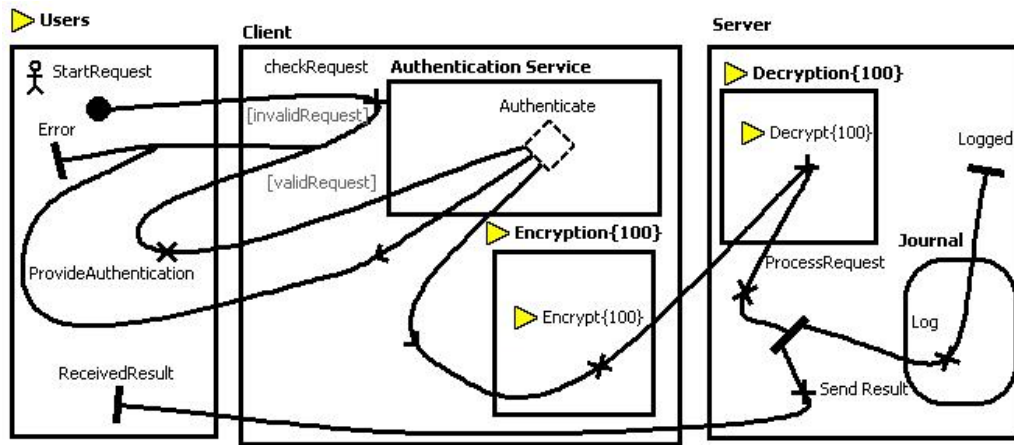 Users
Client
Server
StartRequest
checkRequest
Authentication Service
Decryption{100}
[invalidRequest]
Authenticate
Error
Decrypt{100}
Logged
[validRequest]
Encryption{100}
Journal
ProvideAuthentication
ProcessRequest
Encrypt{100}
Log
ReceivedResult
Send Result